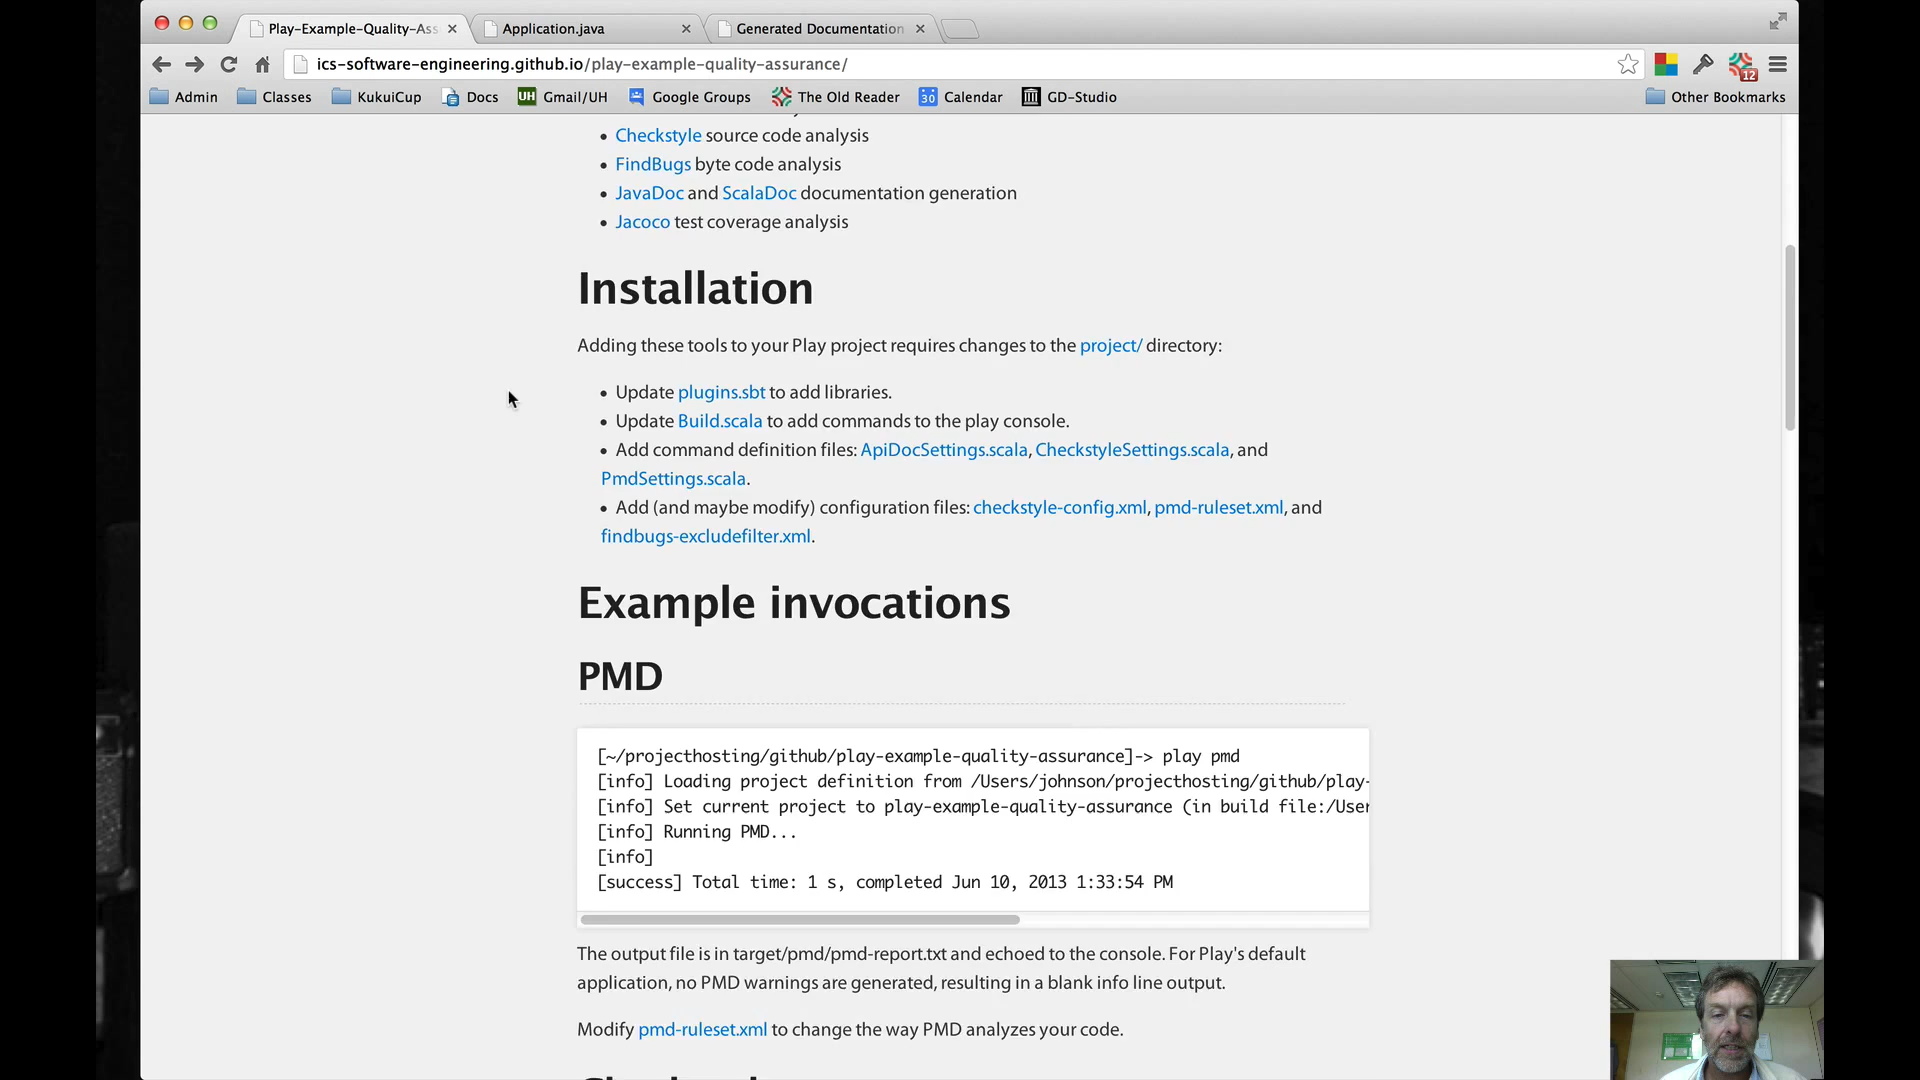 Play-Example-Quality-Ass
Application.java
Generated Documentation
ics-software-engineering.github.io/play-example-quality-assurance/
12
Admin
Classes
KukuiCup
Docs
UH Gmail/UH
Google Groups
The Old Reader
30 Calendar
GD-Studio
Other Bookmarks
• Checkstyle source code analysis
• FindBugs byte code analysis
• JavaDoc and ScalaDoc documentation generation
• Jacoco test coverage analysis
Installation
Adding these tools to your Play project requires changes to the project/ directory:
• Update plugins.sbt to add libraries.
• Update Build.scala to add commands to the play console.
• Add command definition files: ApiDocSettings.scala, CheckstyleSettings.scala, and
PmdSettings.scala.
• Add (and maybe modify) configuration files: checkstyle-config.xml, pmd-ruleset.xml, and
findbugs-excludefilter.xml.
Example invocations
PMD
[~/projecthosting/github/play-example-quality-assurance]-> play pmd
[info] Loading project definition from /Users/johnson/projecthosting/github/play-
[info] Set current project to play-example-quality-assurance (in build file:/User
[info] Running PMD...
[info]
[success] Total time: 1 s, completed Jun 10, 2013 1:33:54 PM
The output file is in target/pmd/pmd-report.txt and echoed to the console. For Play's default
application, no PMD warnings are generated, resulting in a blank info line output.
Modify pmd-ruleset.xml to change the way PMD analyzes your code.